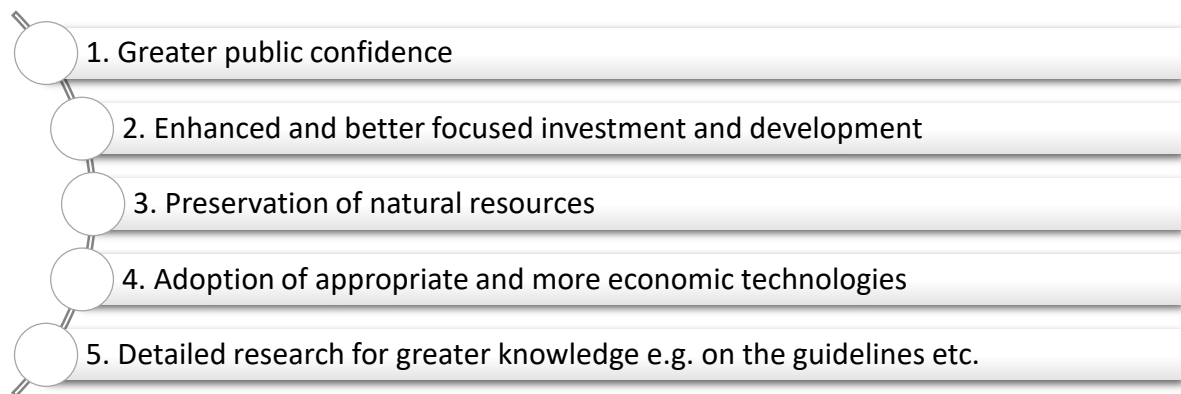 1. Greater public confidence
2. Enhanced and better focused investment and development
3. Preservation of natural resources
4. Adoption of appropriate and more economic technologies
5. Detailed research for greater knowledge e.g. on the guidelines etc.